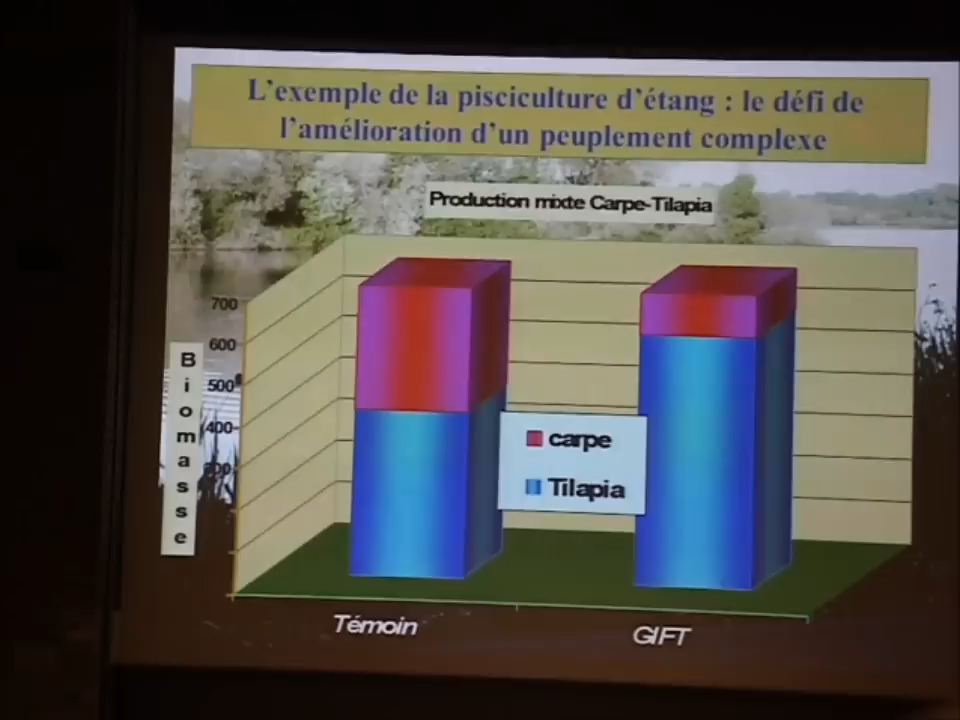 L'exemple de la pisciculture d'étang : le défi de
l'amélioration d'un peuplement complexe
Production mixte Carpe-Tilapia
700
600
500
400
Biomasse
carpe
Tilapia
Témoin
GIFT